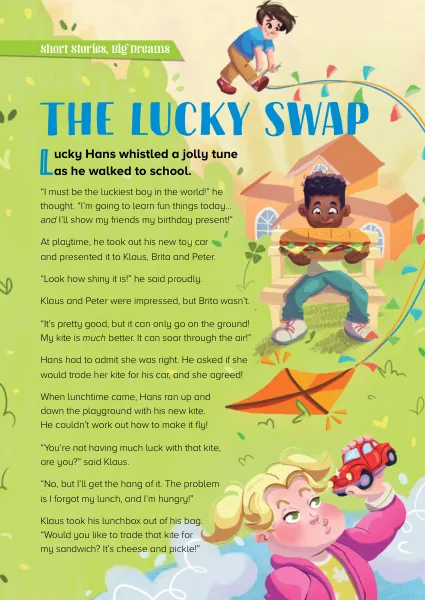 Short Stories, Big Dreams
THE LUCKY SWAP
Lucky Hans whistled a jolly tune
as he walked to school.
“I must be the luckiest boy in the world!” he
thought. “I’m going to learn fun things today...
and I’ll show my friends my birthday present!”
At playtime, he took out his new toy car
and presented it to Klaus, Brita and Peter.
“Look how shiny it is!” he said proudly.
Klaus and Peter were impressed, but Brita wasn’t.
“It’s pretty good, but it can only go on the ground!
My kite is much better. It can soar through the air!”
Hans had to admit she was right. He asked if she
would trade her kite for his car, and she agreed!
When lunchtime came, Hans ran up and
down the playground with his new kite.
He couldn’t work out how to make it fly!
“You’re not having much luck with that kite,
are you?” said Klaus.
“No, but I’ll get the hang of it. The problem
is I forgot my lunch, and I’m hungry!”
Klaus took his lunchbox out of his bag.
“Would you like to trade that kite for
my sandwich? It’s cheese and pickle!”